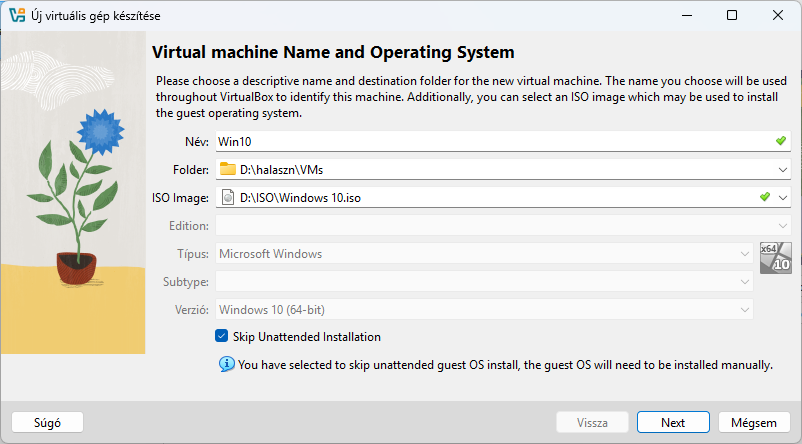 Új virtuális gép készítése
Virtual machine Name and Operating System
Please choose a descriptive name and destination folder for the new virtual machine. The name you choose will be used
throughout VirtualBox to identify this machine. Additionally, you can select an ISO image which may be used to install
the guest operating system.
Név: Win10
Folder: D:\halaszn\VMs
ISO Image: D:\ISO\Windows 10.iso
Edition:
Típus: Microsoft Windows
x64
10
Subtype:
Verzió: Windows 10 (64-bit)
Skip Unattended Installation
You have selected to skip unattended guest OS install, the guest OS will need to be installed manually.
Súgó Vissza Next Mégsem